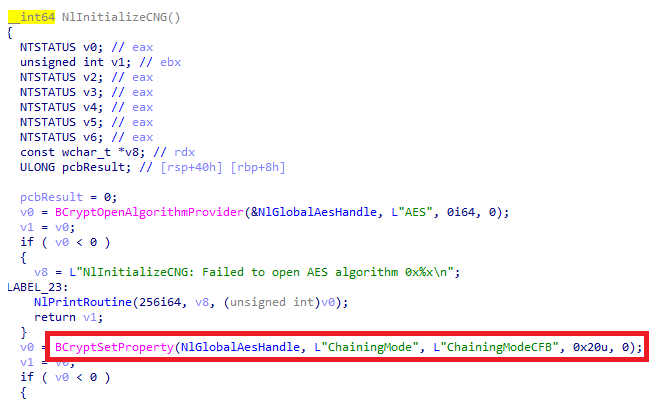 __int64 NlInitializeCNG()
{
NTSTATUS v0; // eax
unsigned int v1; // ebx
NTSTATUS v2; // eax
NTSTATUS v3; // eax
NTSTATUS v4; // eax
NTSTATUS v5; // eax
NTSTATUS v6; // eax
const wchar_t *v8; // rdx
ULONG pcbResult; // [rsp+40h] [rbp+8h]
pcbResult = 0;
v0 = BCryptOpenAlgorithmProvider(&NlGlobalAesHandle, L"AES", 0i64, 0);
v1 = v0;
if ( v0 < 0 )
{
v8 = L"NlInitializeCNG: Failed to open AES algorithm 0x%x\n";
LABEL_23:
NlPrintRoutine(256i64, v8, (unsigned int)v0);
return v1;
}
v0 = BCryptSetProperty(NlGlobalAesHandle, L"ChainingMode", L"ChainingModeCFB", 0x20u, 0);
v1 = v0;
if ( v0 < 0 )
{